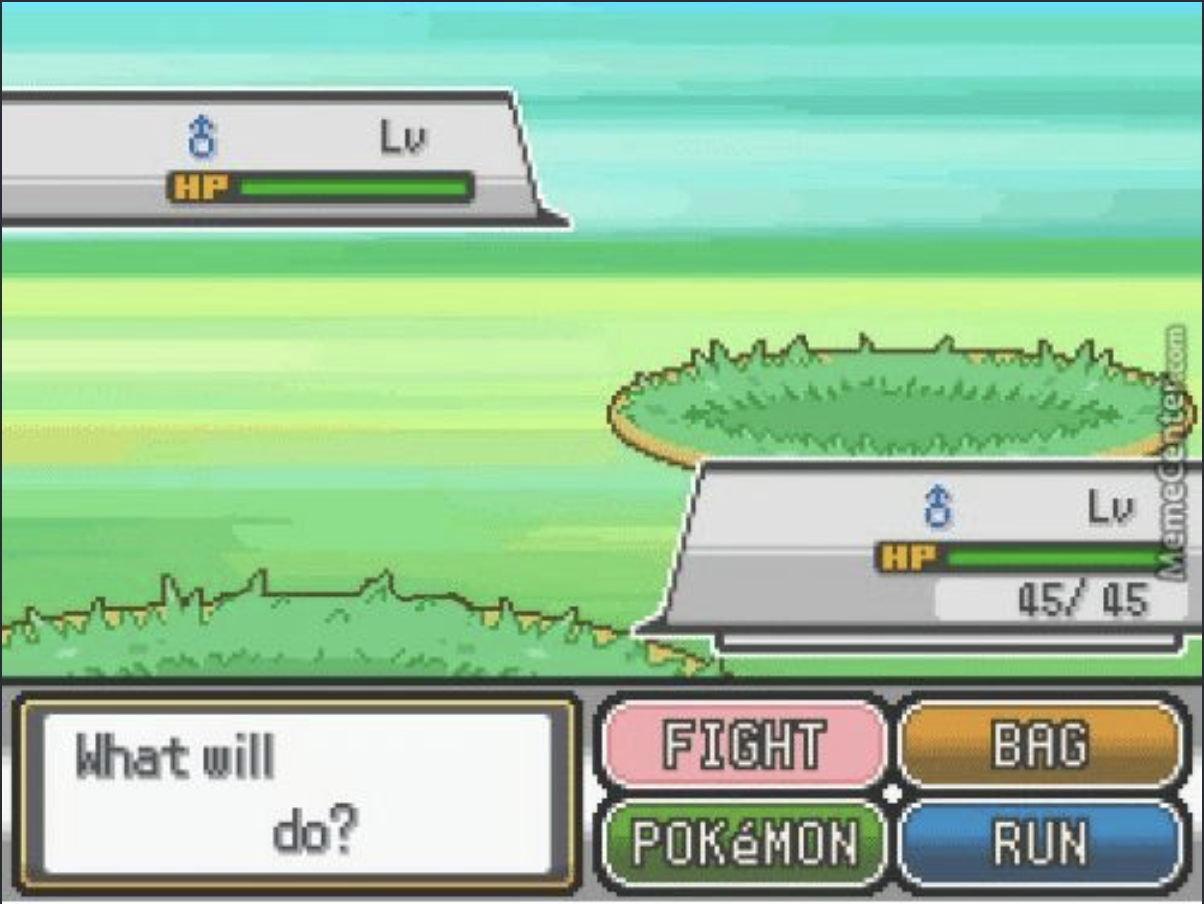 ♂ Lv
HP
♂ Lv
HP
45/ 45
MemeCenter.com
What will
do?
FIGHT
BAG
POKéMON
RUN